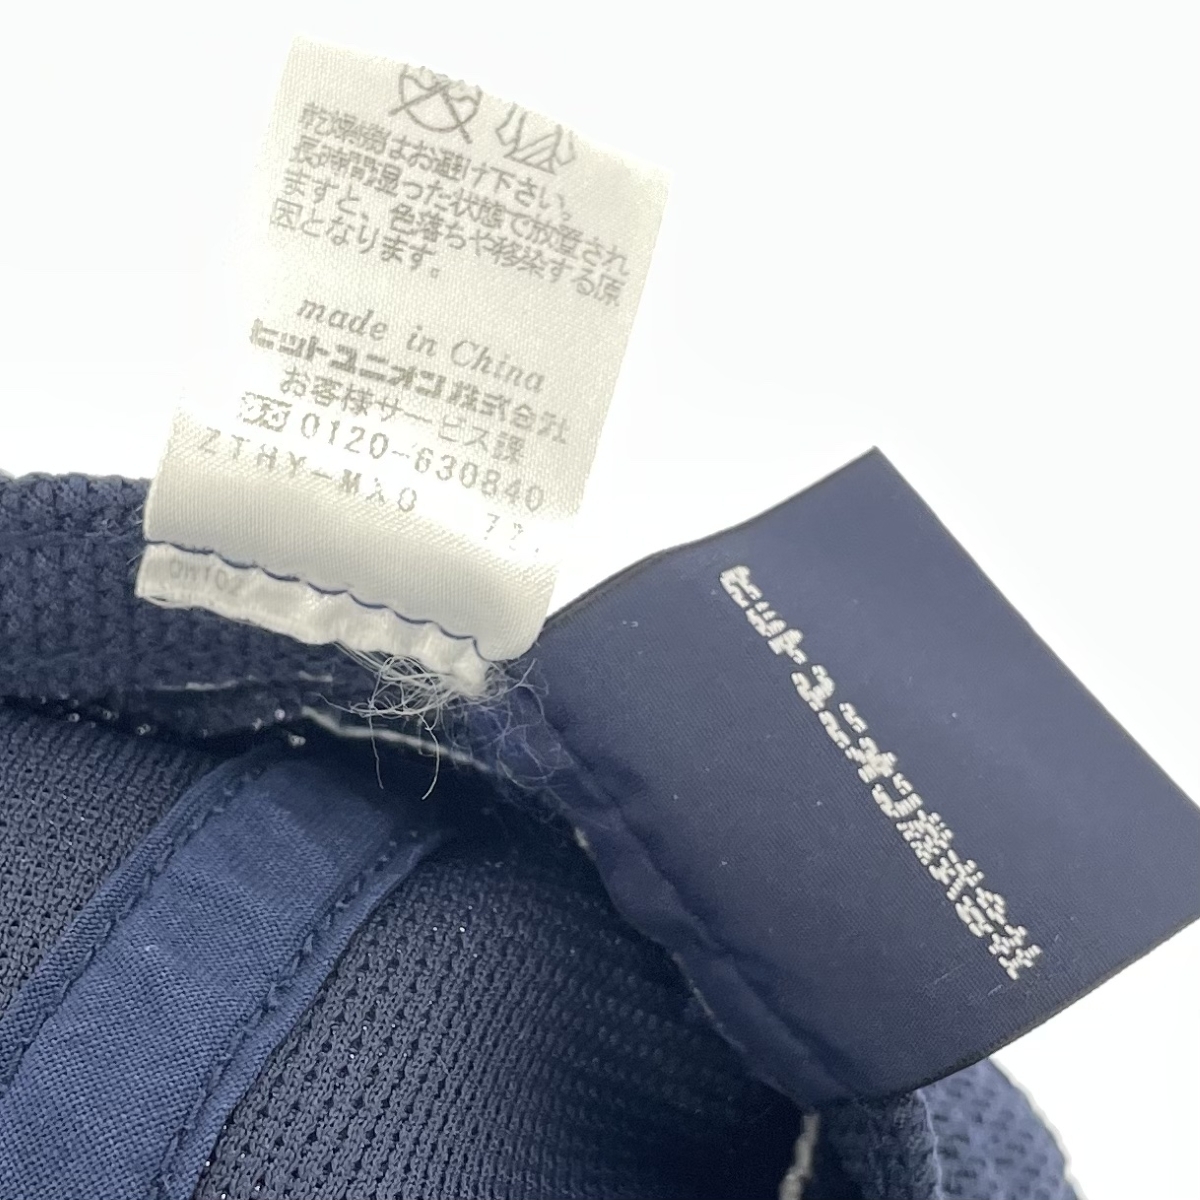 乾燥機はお避け下さい。
長時間湿った状態で放置され
ますと、色落ちや移染する原
因となります。
made in China
ヒットユニオン株式会社
お客様サービス課
0120-630840
ヒットユニオン株式会社